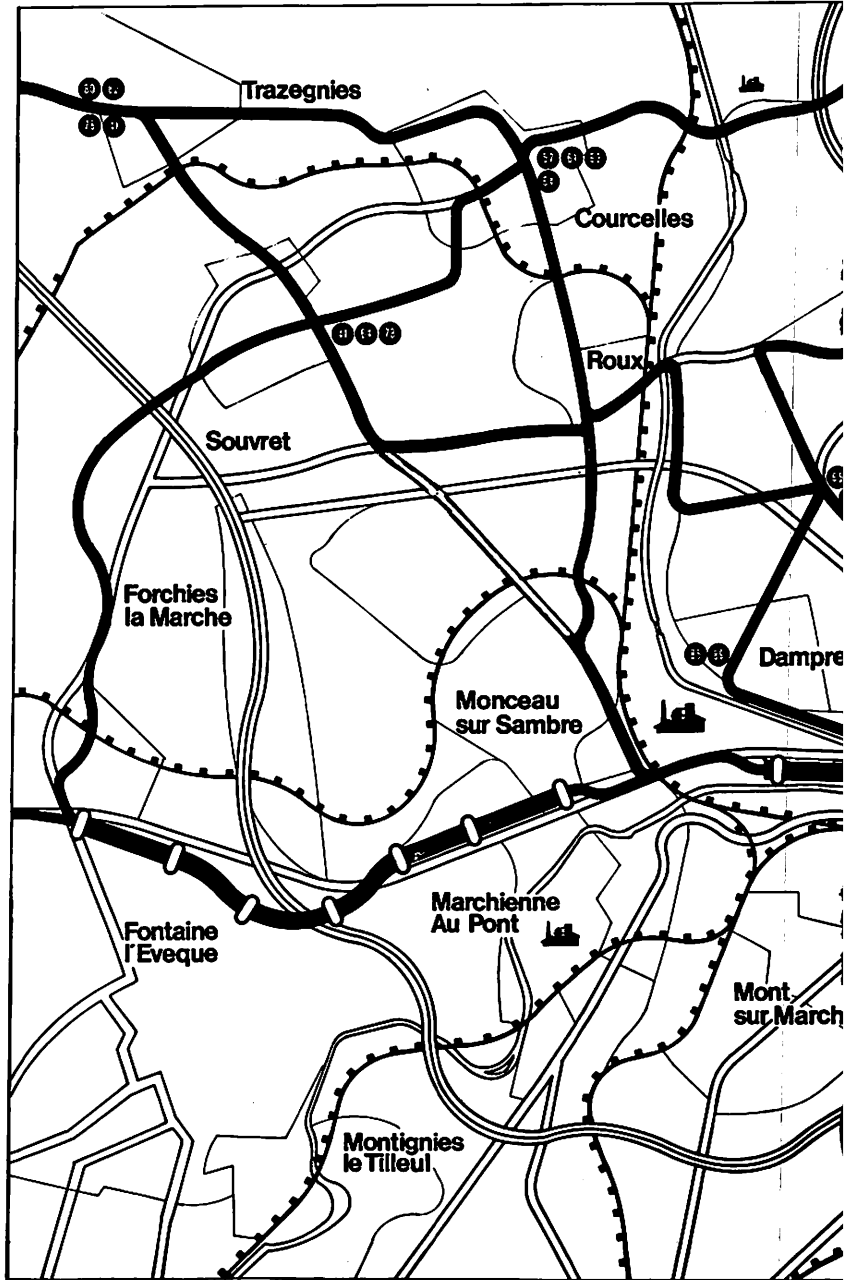 Trazegnies
Courcelles
Roux
Souvret
Forchies
la Marche
Dampre
Monceau
sur Sambre
Marchienne
Au Pont
Fontaine
l'Eveque
Mont
sur March
Montignies
le Tilleul